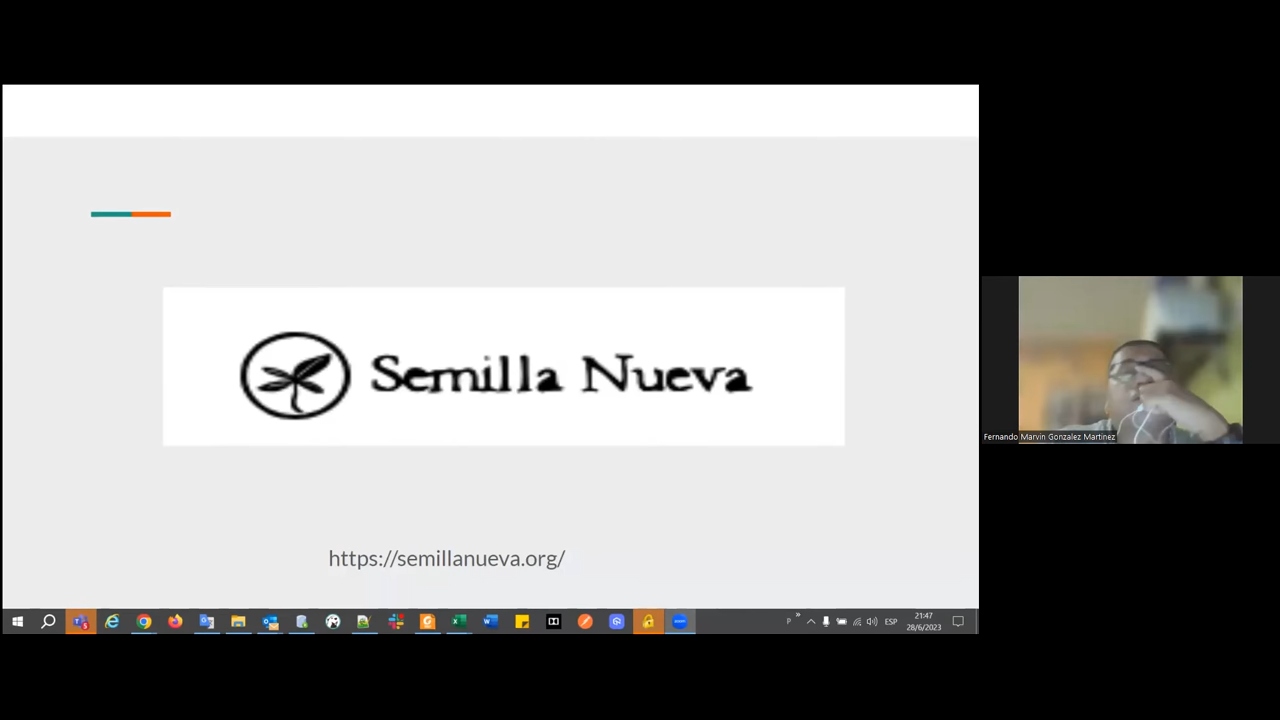 Semilla Nueva
https://semillanueva.org/
Fernando Marvin Gonzalez Martinez
P
ESP
21:47
28/6/2023